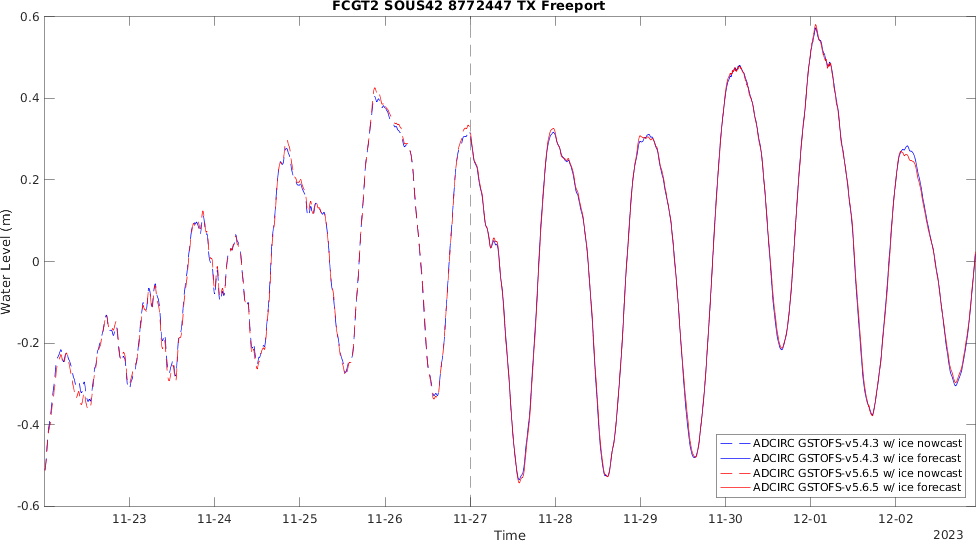 FCGT2 SOUS42 8772447 TX Freeport
0.6
0.4
0.2
0
-0.2
-0.4
-0.6
Water Level (m)
ADCIRC GSTOFS-v5.4.3 w/ ice nowcast
ADCIRC GSTOFS-v5.4.3 w/ ice forecast
ADCIRC GSTOFS-v5.6.5 w/ ice nowcast
ADCIRC GSTOFS-v5.6.5 w/ ice forecast
11-23 11-24 11-25 11-26 11-27 11-28 11-29 11-30 12-01 12-02
Time
2023